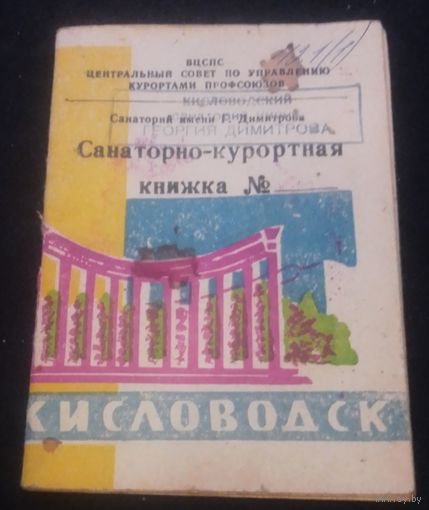 ВЦСПС
ЦЕНТРАЛЬНЫЙ СОВЕТ ПО УПРАВЛЕНИЮ
КУРОРТАМИ ПРОФСОЮЗОВ
КИСЛОВОДСКИЙ
Санаторий имени Г. Димитрова
ГЕОРГИЯ ДИМИТРОВА
Санаторно-курортная
книжка №
КИСЛОВОДСК